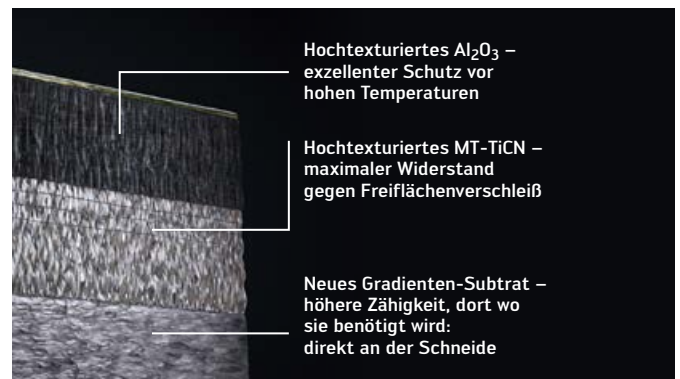 Hochtexturiertes Al₂O₃ –
exzellenter Schutz vor
hohen Temperaturen
Hochtexturiertes MT-TiCN –
maximaler Widerstand
gegen Freiflächenverschleiß
Neues Gradienten-Subtrat –
höhere Zähigkeit, dort wo
sie benötigt wird:
direkt an der Schneide